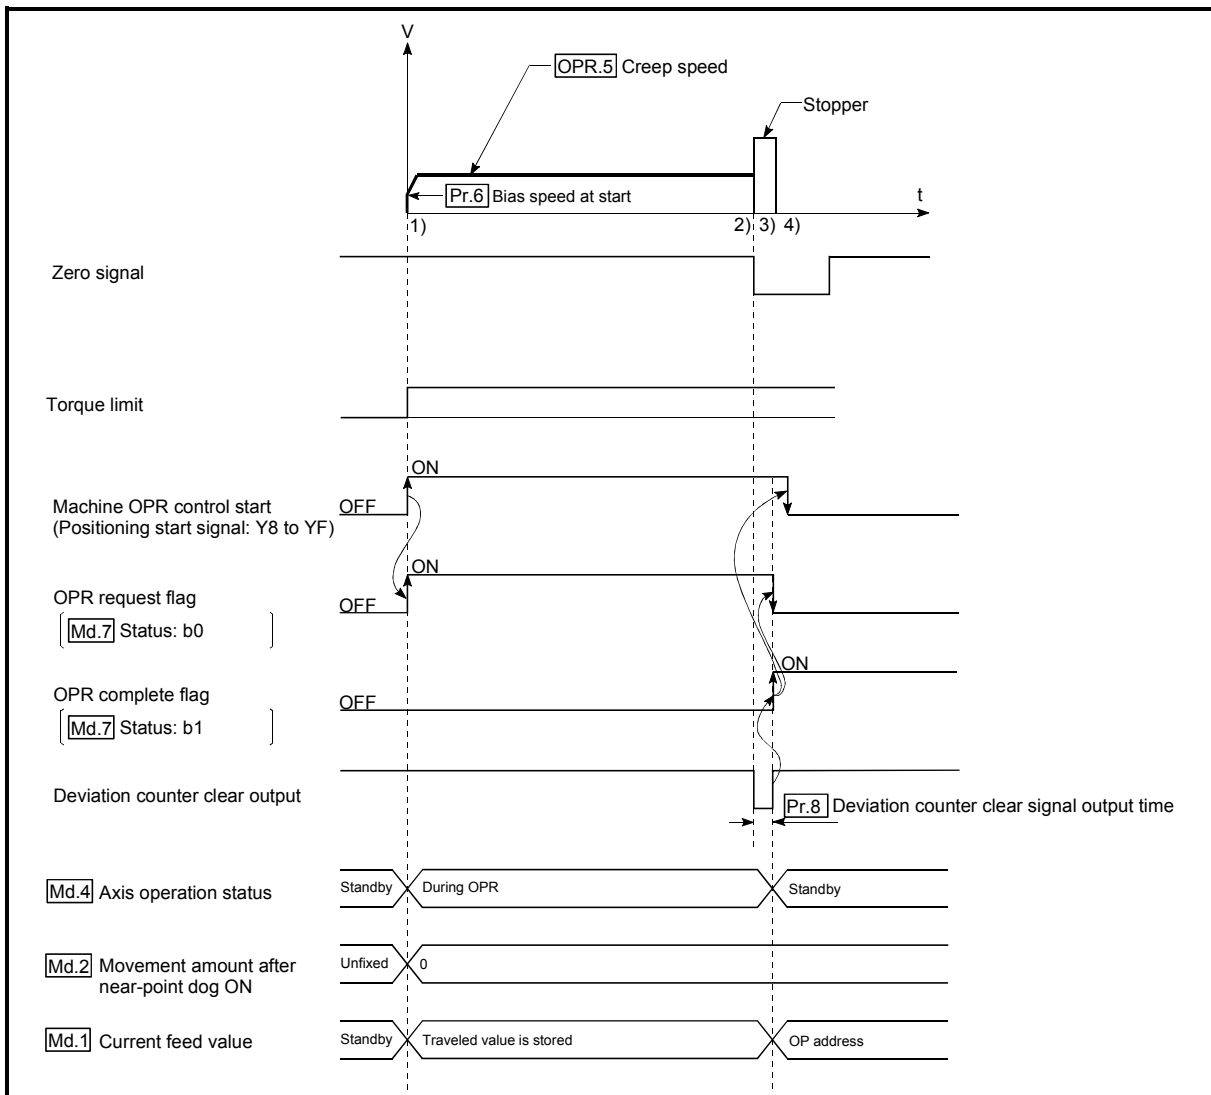 V
OPR.5 Creep speed
Stopper
Pr.6 Bias speed at start
t
1)
2) 3) 4)
Zero signal
Torque limit
ON
Machine OPR control start
OFF
(Positioning start signal: Y8 to YF)
ON
OPR request flag
OFF
Md.7 Status: b0
ON
OPR complete flag
OFF
Md.7 Status: b1
Deviation counter clear output
Pr.8 Deviation counter clear signal output time
Md.4 Axis operation status
Standby
During OPR
Standby
Md.2 Movement amount after
near-point dog ON
Unfixed
0
Md.1 Current feed value
Standby
Traveled value is stored
OP address